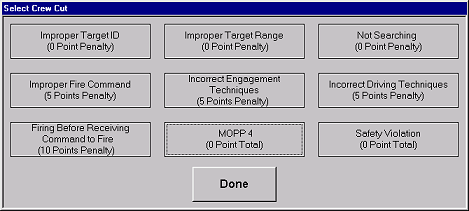 Select Crew Cut
Improper Target ID
(0 Point Penalty)
Improper Target Range
(0 Point Penalty)
Not Searching
(0 Point Penalty)
Improper Fire Command
(5 Points Penalty)
Incorrect Engagement
Techniques
(5 Points Penalty)
Incorrect Driving Techniques
(5 Points Penalty)
Firing Before Receiving
Command to Fire
(10 Points Penalty)
MOPP 4
(0 Point Total)
Safety Violation
(0 Point Total)
Done